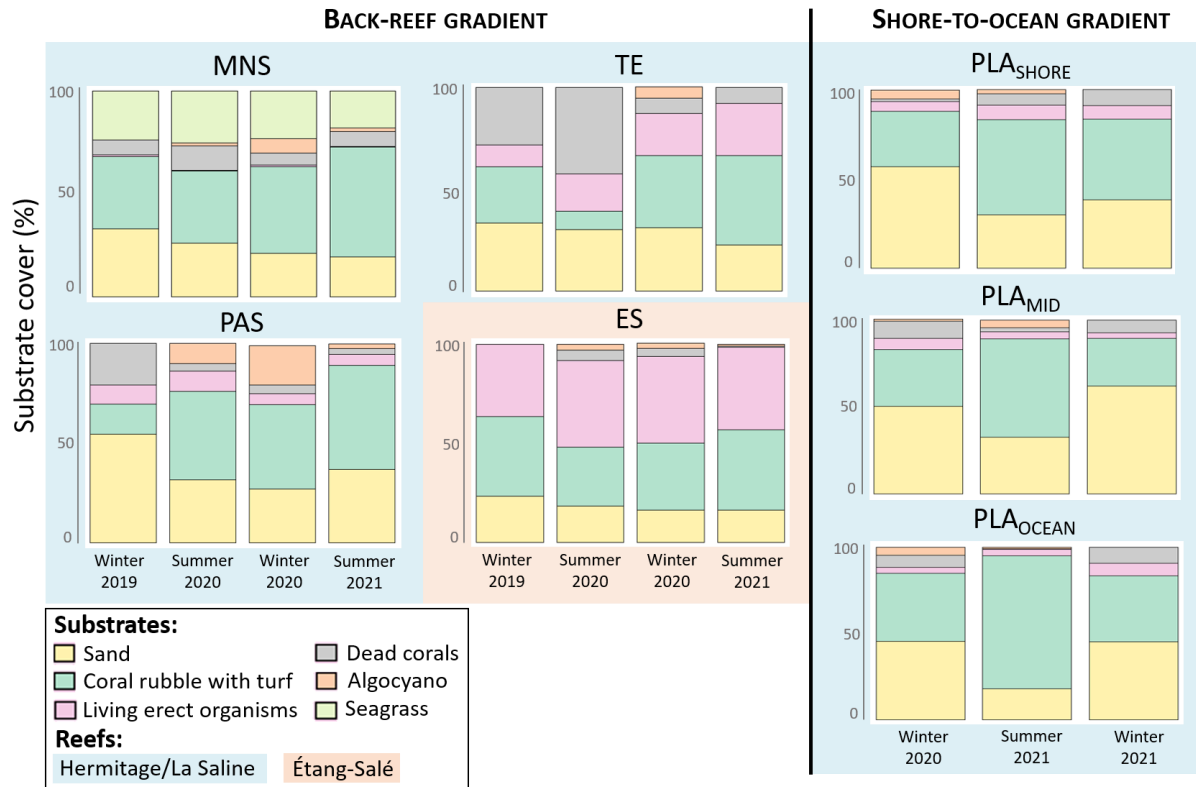 BACK-REEF GRADIENT
SHORE-TO-OCEAN GRADIENT
Substrate cover (%)
MNS
100
50
0
TE
100
50
0
PAS
100
50
0
Winter 2019
Summer 2020
Winter 2020
Summer 2021
ES
100
50
0
Winter 2019
Summer 2020
Winter 2020
Summer 2021
PLASHORE
100
50
0
PLAMID
100
50
0
PLAOCEAN
100
50
0
Winter 2020
Summer 2021
Winter 2021
Substrates:
Sand
Coral rubble with turf
Living erect organisms
Dead corals
Algocyano
Seagrass
Reefs:
Hermitage/La Saline
Étang-Salé